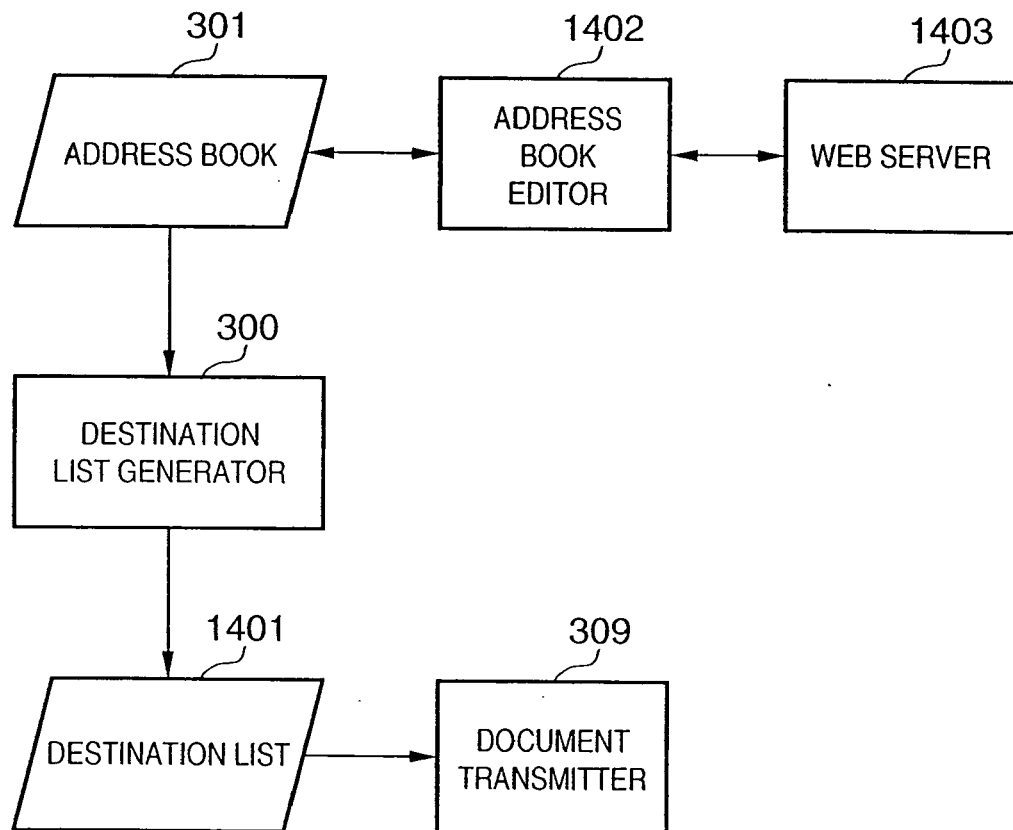 301
1402
1403
ADDRESS BOOK
ADDRESS
BOOK
EDITOR
WEB SERVER
300
DESTINATION
LIST GENERATOR
1401
309
DESTINATION LIST
DOCUMENT
TRANSMITTER